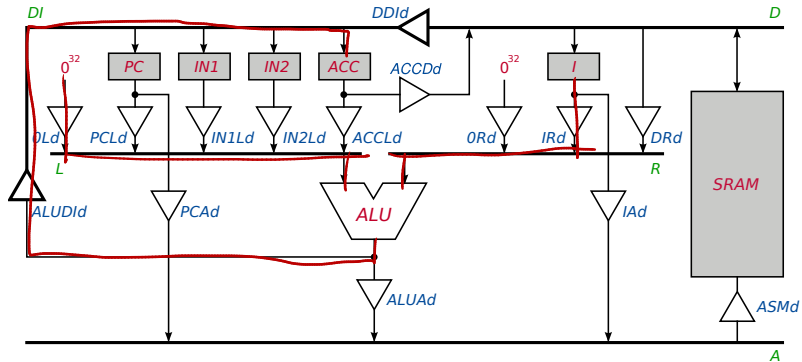 DI DDId D
0³² PC IN1 IN2 ACC ACCDd 0³² I
0Ld PCLd IN1Ld IN2Ld ACCLd 0Rd IRd DRd
L R
SRAM
ALUDId PCAd ALU IAd
ALUAd ASMd
A